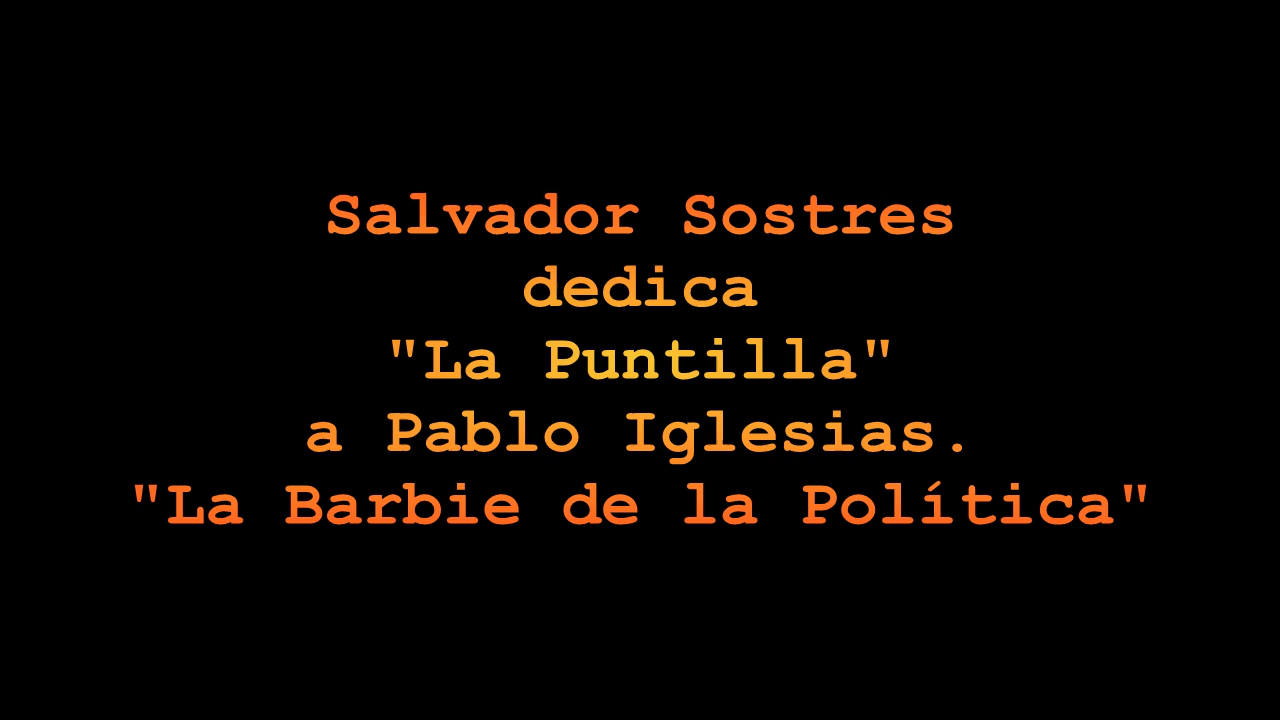 Salvador Sostres
dedica
"La Puntilla"
a Pablo Iglesias.
"La Barbie de la Política"